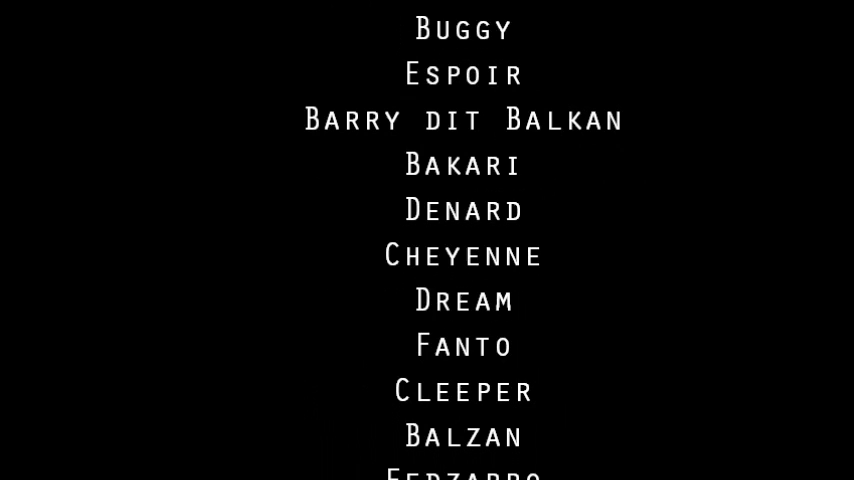 Buggy
Espoir
Barry dit Balkan
Bakari
Denard
Cheyenne
Dream
Fanto
Cleeper
Balzan